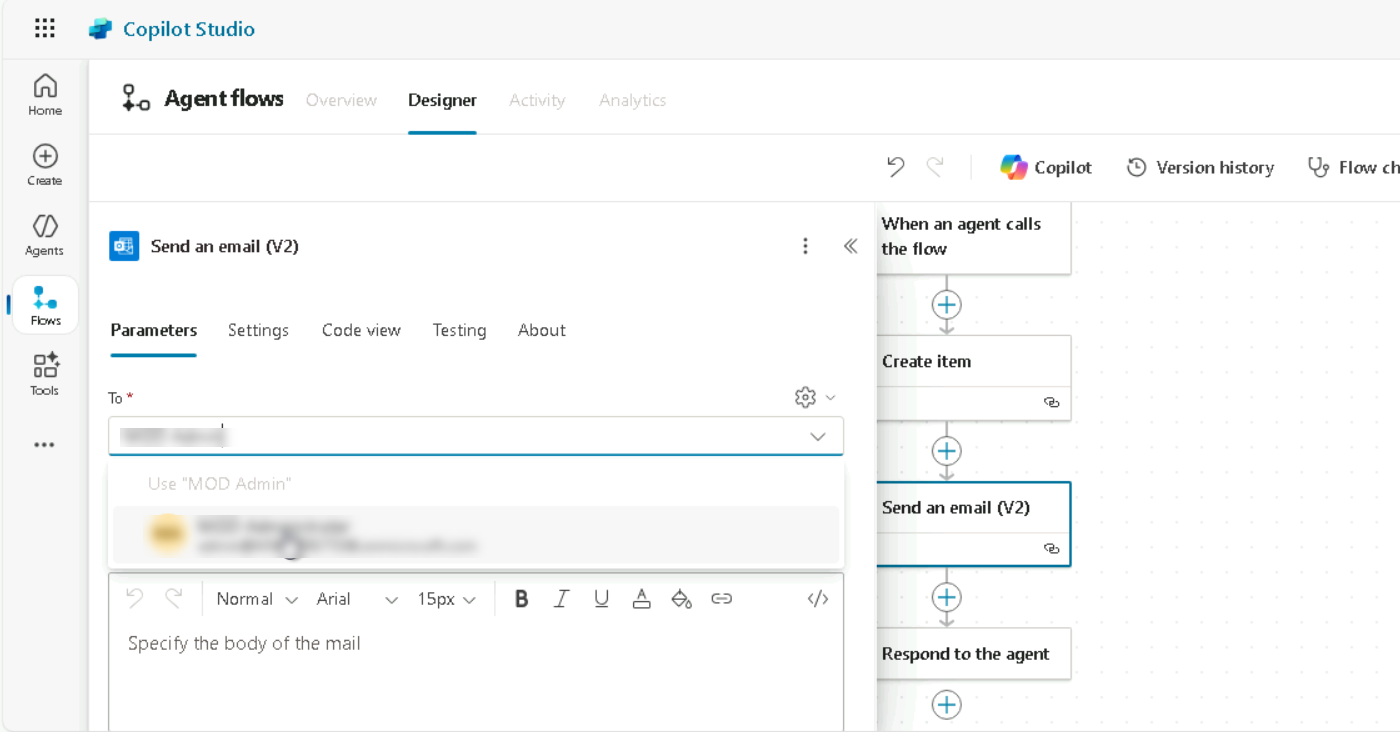 Copilot Studio
Home
Create
Agents
Flows
Tools
Agent flows
Overview
Designer
Activity
Analytics
Copilot
Version history
Flow ch
Send an email (V2)
Parameters
Settings
Code view
Testing
About
To *
Use "MOD Admin"
Normal
Arial
15px
B
I
U
A
</>
Specify the body of the mail
When an agent calls
the flow
Create item
Send an email (V2)
Respond to the agent